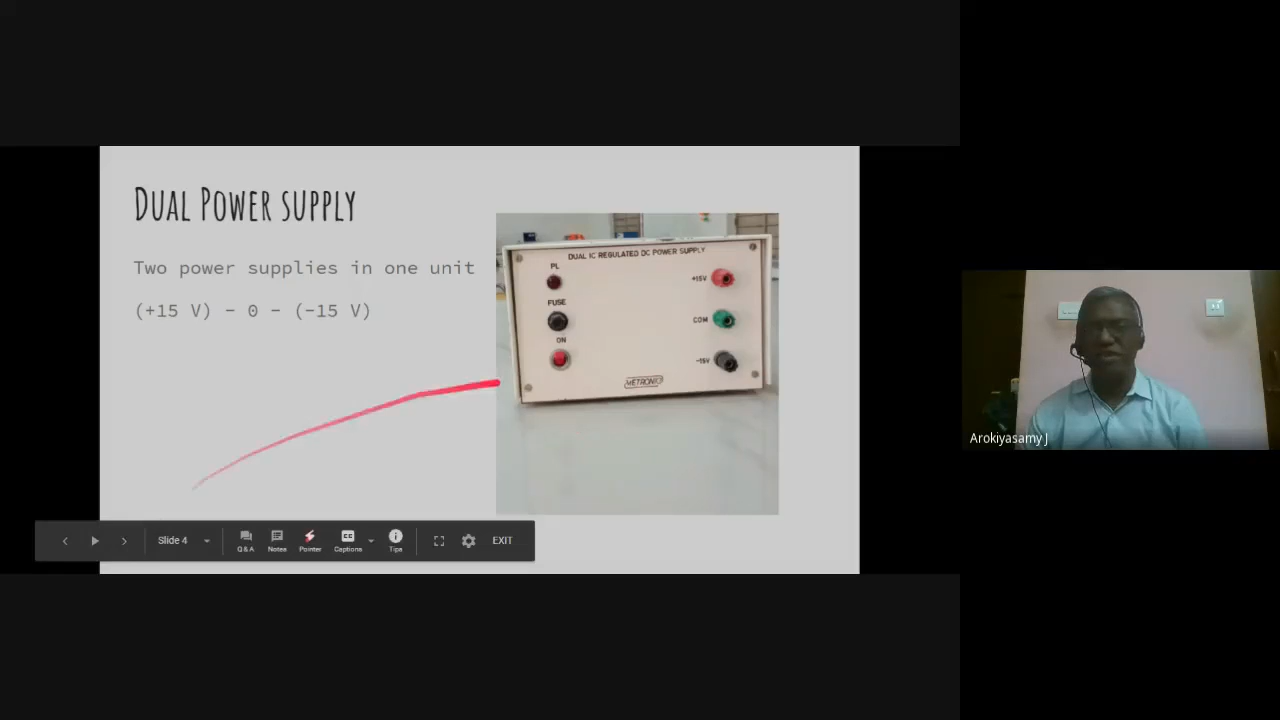 Dual Power supply
Two power supplies in one unit
(+15 V) - 0 - (-15 V)
DUAL IC REGULATED DC POWER SUPPLY
PL
+15V
FUSE
COM
ON
-15V
METRONIC
Slide 4
Q&A
Notes
Pointer
Captions
Tips
EXIT
Arokiyasamy J